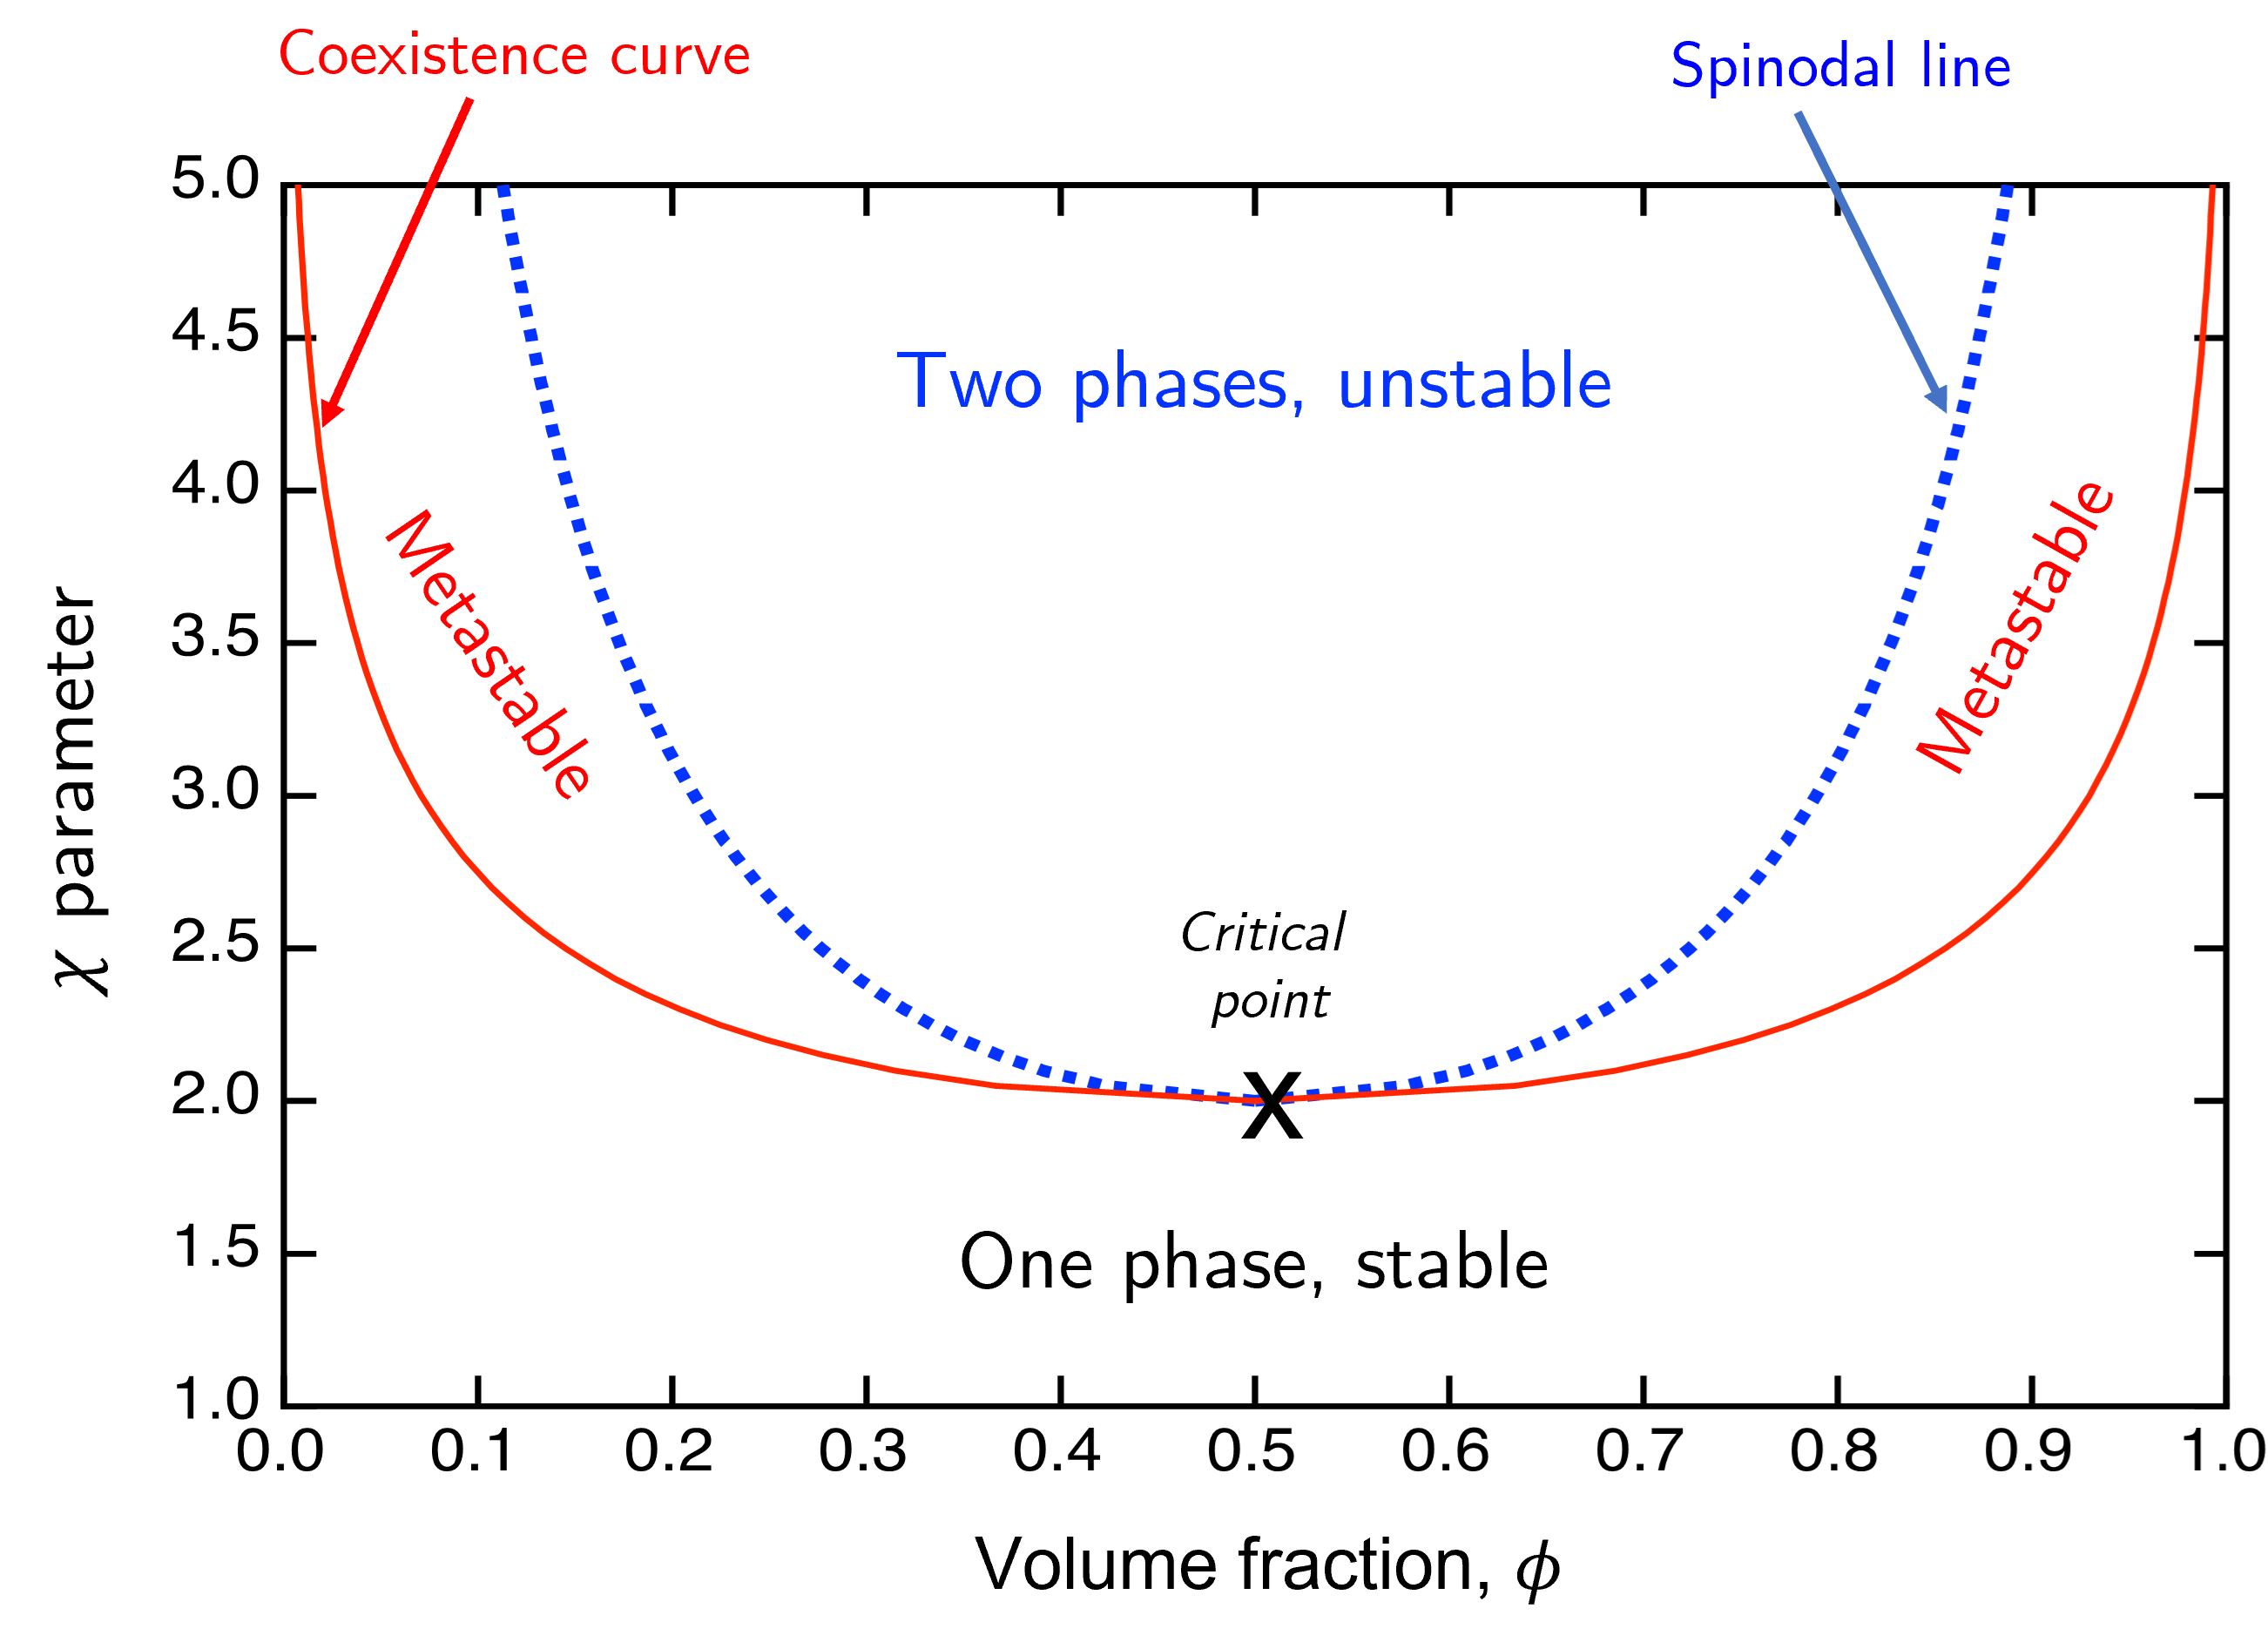 Coexistence curve
Spinodal line
5.0
4.5
4.0
3.5
3.0
2.5
2.0
1.5
1.0
χ parameter
Two phases, unstable
Metastable
Metastable
Critical
point
X
One phase, stable
0.0 0.1 0.2 0.3 0.4 0.5 0.6 0.7 0.8 0.9 1.0
Volume fraction, ϕ